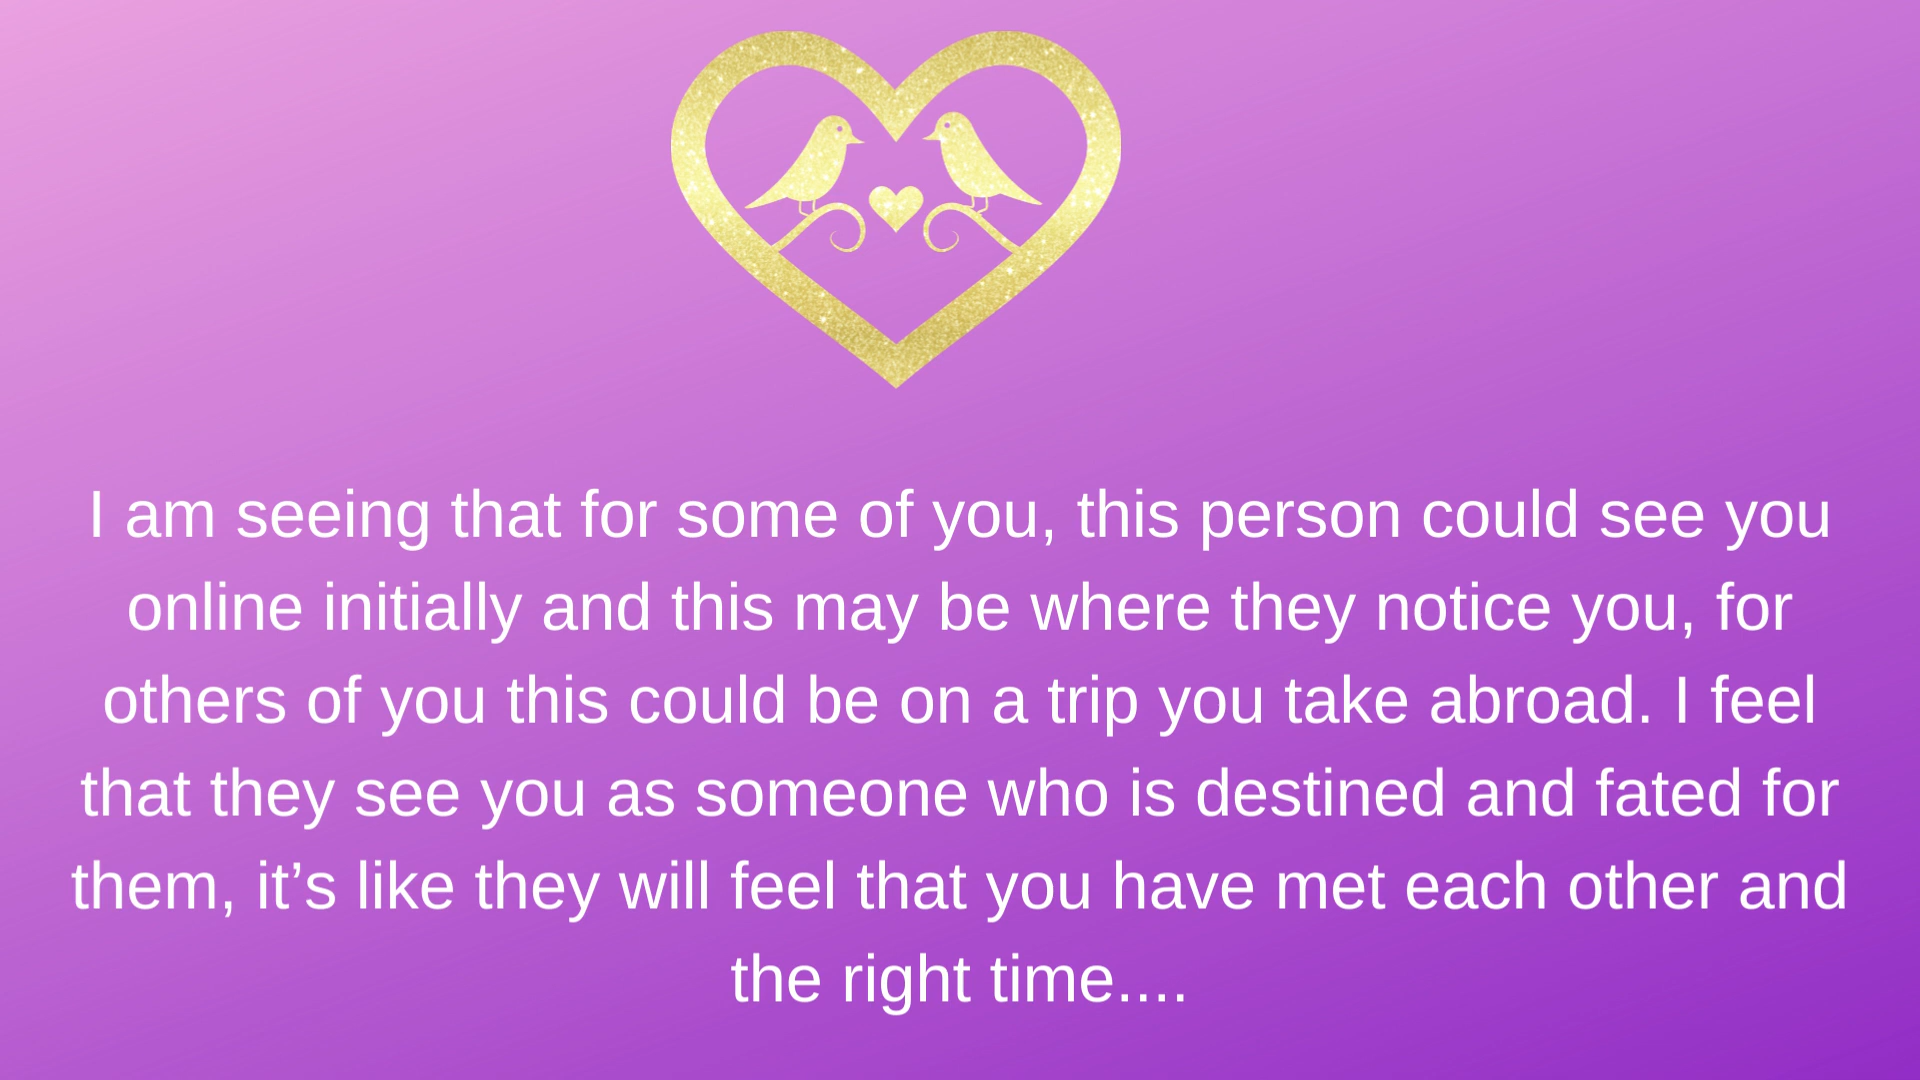 I am seeing that for some of you, this person could see you
online initially and this may be where they notice you, for
others of you this could be on a trip you take abroad. I feel
that they see you as someone who is destined and fated for
them, it’s like they will feel that you have met each other and
the right time....